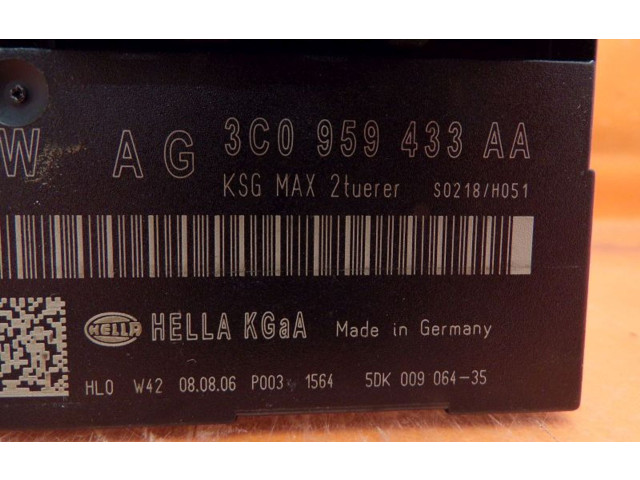 W AG 3C0 959 433 AA
KSG MAX 2tuerer S0218/H051
HELLA HELLA KGaA Made in Germany
HLO W42 08.08.06 P003 1564 5DK 009 064-35